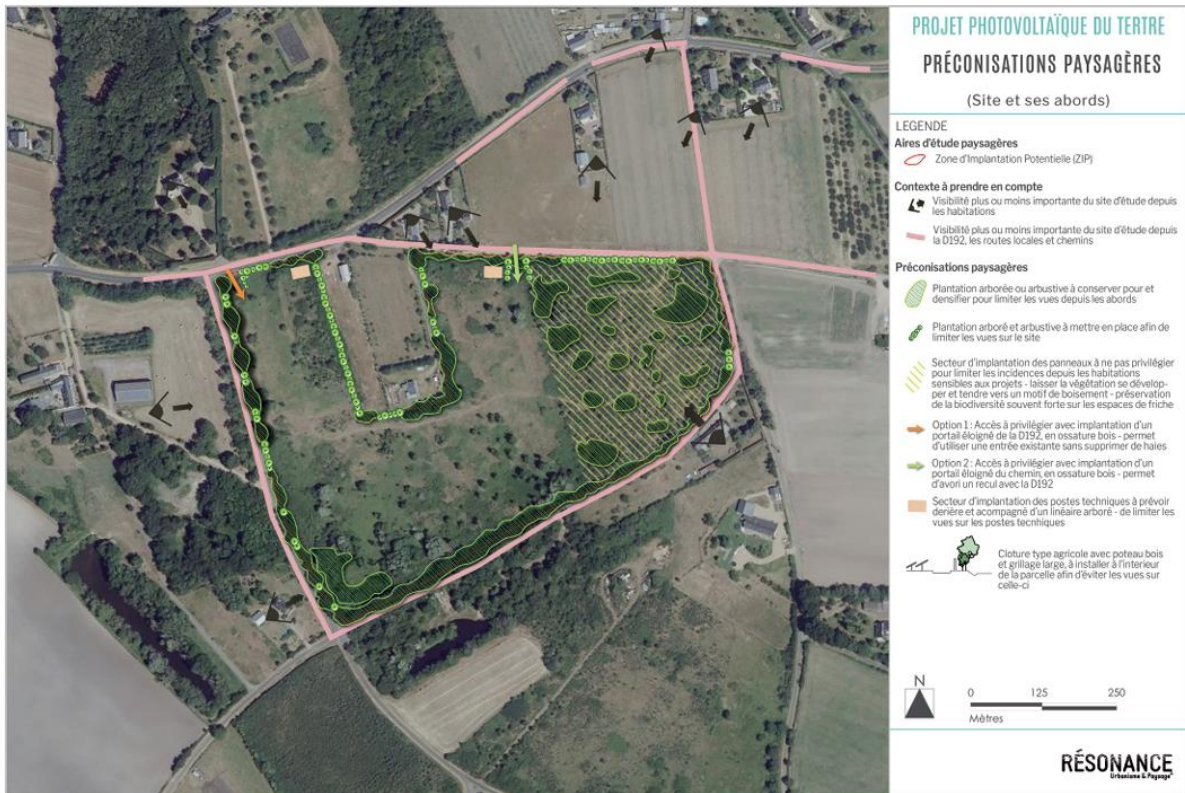 PROJET PHOTOVOLTAÏQUE DU TERTRE
PRÉCONISATIONS PAYSAGÈRES
(Site et ses abords)
LEGENDE
Aires d'étude paysagères
Zone d'Implantation Potentielle (ZIP)
Contexte à prendre en compte
Visibilité plus ou moins importante du site d'étude depuis
les habitations
Visibilité plus ou moins importante du site d'étude depuis
la D192, les routes locales et chemins
Préconisations paysagères
Plantation arborée ou arbustive à conserver pour et
densifier pour limiter les vues depuis les abords
Plantation arboré et arbustive à mettre en place afin de
limiter les vues sur le site
Secteur d'implantation des panneaux à ne pas privilégier
pour limiter les incidences depuis les habitations
sensibles aux projets - laisser la végétation se dévelop-
per et tendre vers un motif de boisement - préservation
de la biodiversité souvent forte sur les espaces de friche
Option 1 : Accès à privilégier avec implantation d'un
portail éloigné de la D192, en ossature bois - permet
d'utiliser une entrée existante sans supprimer de haies
Option 2 : Accès à privilégier avec implantation d'un
portail éloigné du chemin, en ossature bois - permet
d'avori un recul avec la D192
Secteur d'implantation des postes techniques à prévoir
derière et acompagné d'un linéaire arboré - de limiter les
vues sur les postes tecnhiques
Cloture type agricole avec poteau bois
et grillage large, à installer à l'interieur
de la parcelle afin d'éviter les vues sur
celle-ci
N
0 125 250
Mètres
RÉSONANCE
Urbanisme & Paysage